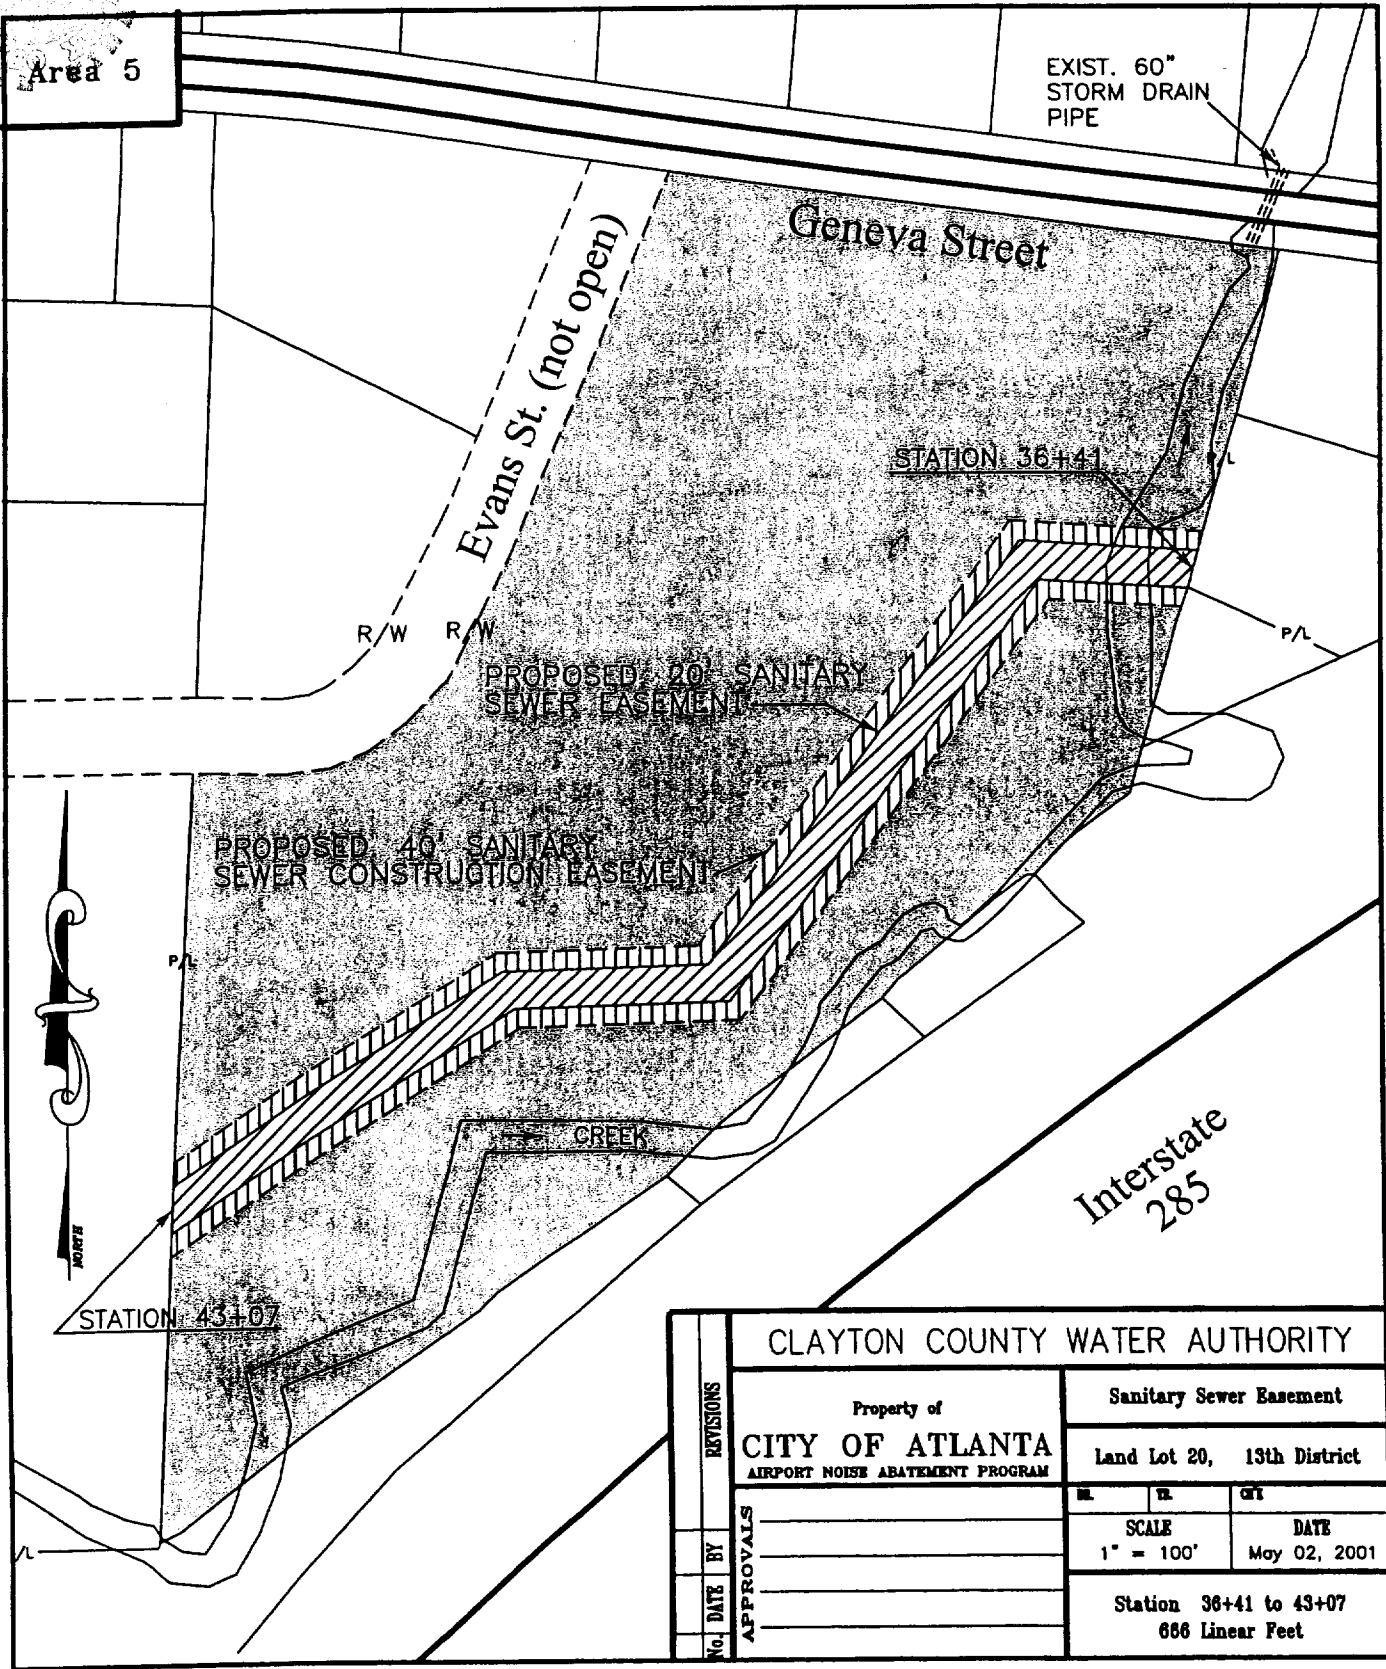 Area 5
EXIST. 60"
STORM DRAIN
PIPE
Geneva Street
Evans St. (not open)
STATION 36+41
R/W R/W
P/L
PROPOSED 20' SANITARY
SEWER EASEMENT
PROPOSED 40' SANITARY
SEWER CONSTRUCTION EASEMENT
P/L
CREEK
Interstate
285
NORTH
STATION 43+07
CLAYTON COUNTY WATER AUTHORITY
REVISIONS
No. DATE BY
Property of
CITY OF ATLANTA
AIRPORT NOISE ABATEMENT PROGRAM
APPROVALS
Sanitary Sewer Easement
Land Lot 20, 13th District
SCALE
1" = 100'
DATE
May 02, 2001
Station 36+41 to 43+07
666 Linear Feet